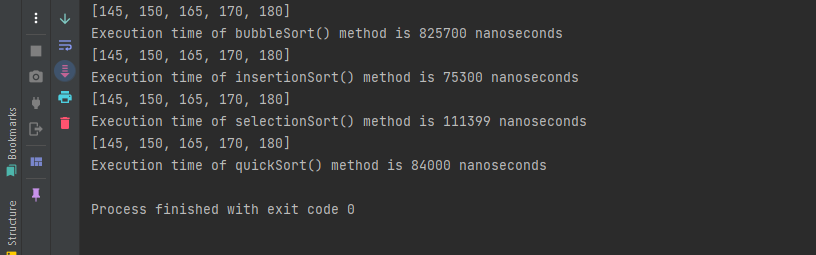 [145, 150, 165, 170, 180]
Execution time of bubbleSort() method is 825700 nanoseconds
[145, 150, 165, 170, 180]
Execution time of insertionSort() method is 75300 nanoseconds
[145, 150, 165, 170, 180]
Execution time of selectionSort() method is 111399 nanoseconds
[145, 150, 165, 170, 180]
Execution time of quickSort() method is 84000 nanoseconds
Process finished with exit code 0
Bookmarks
Structure